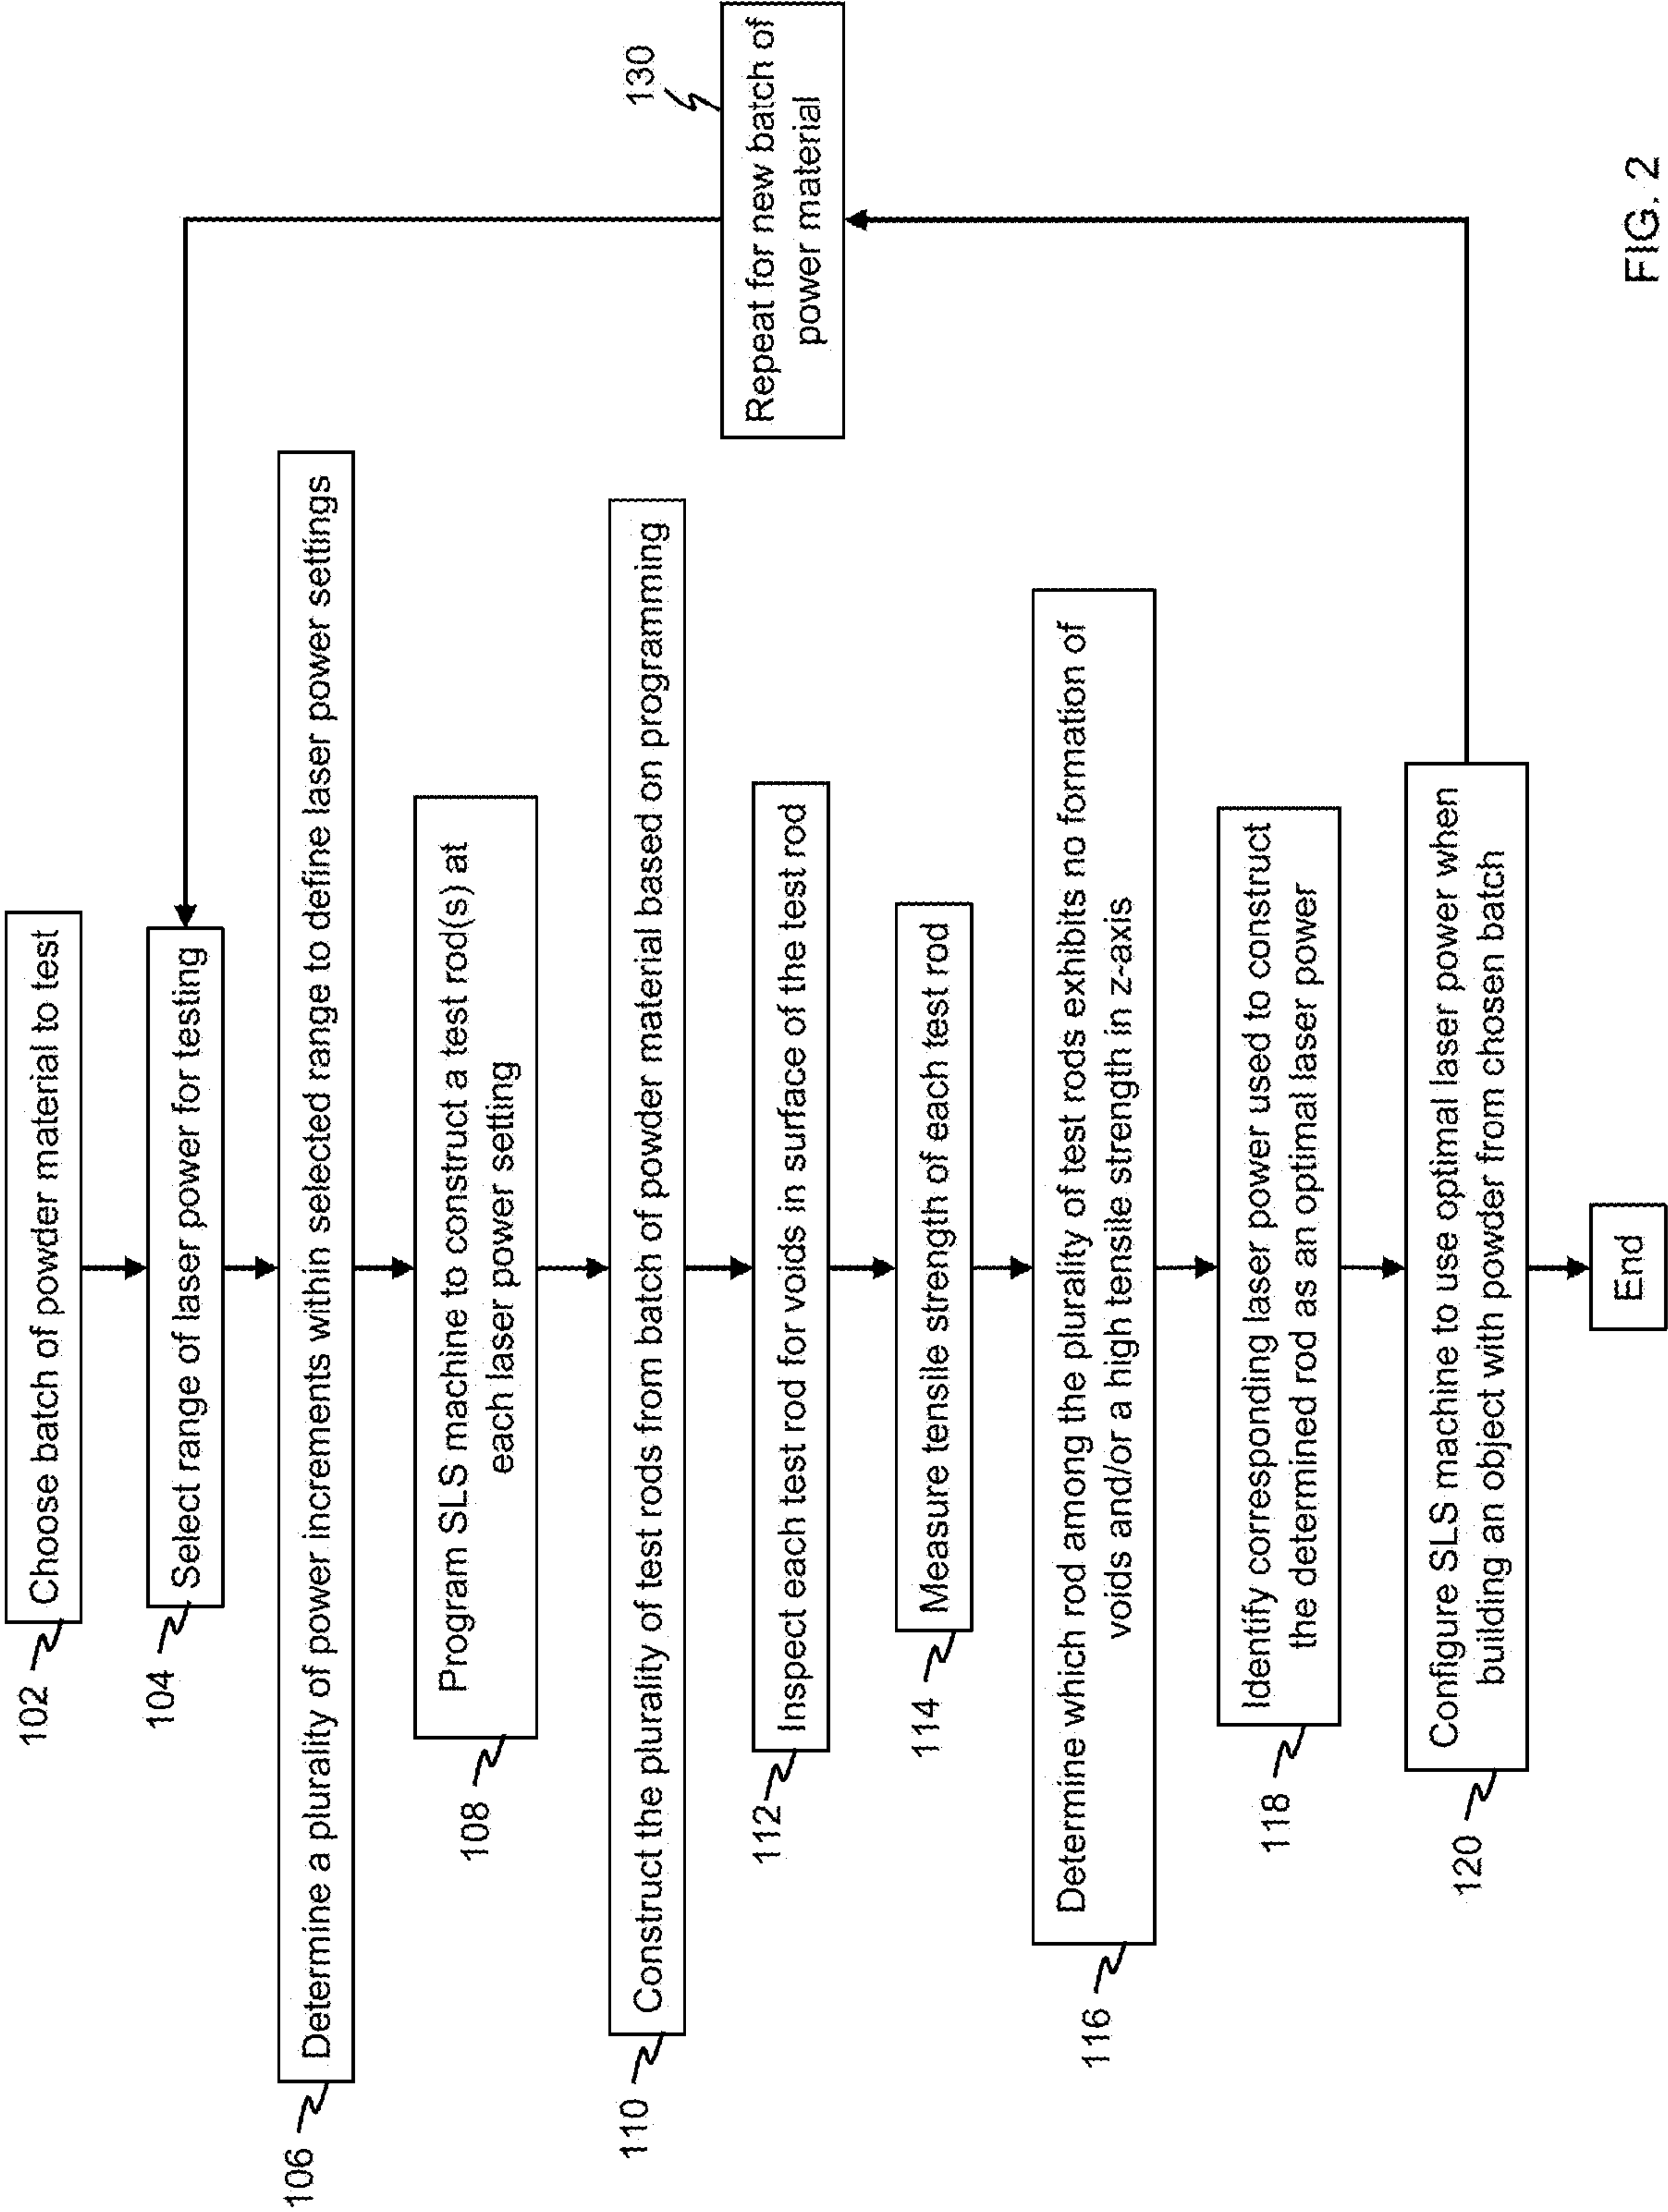 102
Choose batch of powder material to test
104
Select range of laser power for testing
106
Determine a plurality of power increments within selected range to define laser power settings
108
Program SLS machine to construct a test rod(s) at
each laser power setting
110
Construct the plurality of test rods from batch of powder material based on programming
112
Inspect each test rod for voids in surface of the test rod
114
Measure tensile strength of each test rod
116
Determine which rod among the plurality of test rods exhibits no formation of
voids and/or a high tensile strength in z-axis
118
Identify corresponding laser power used to construct
the determined rod as an optimal laser power
120
Configure SLS machine to use optimal laser power when
building an object with powder from chosen batch
End
130
Repeat for new batch of
power material
FIG. 2